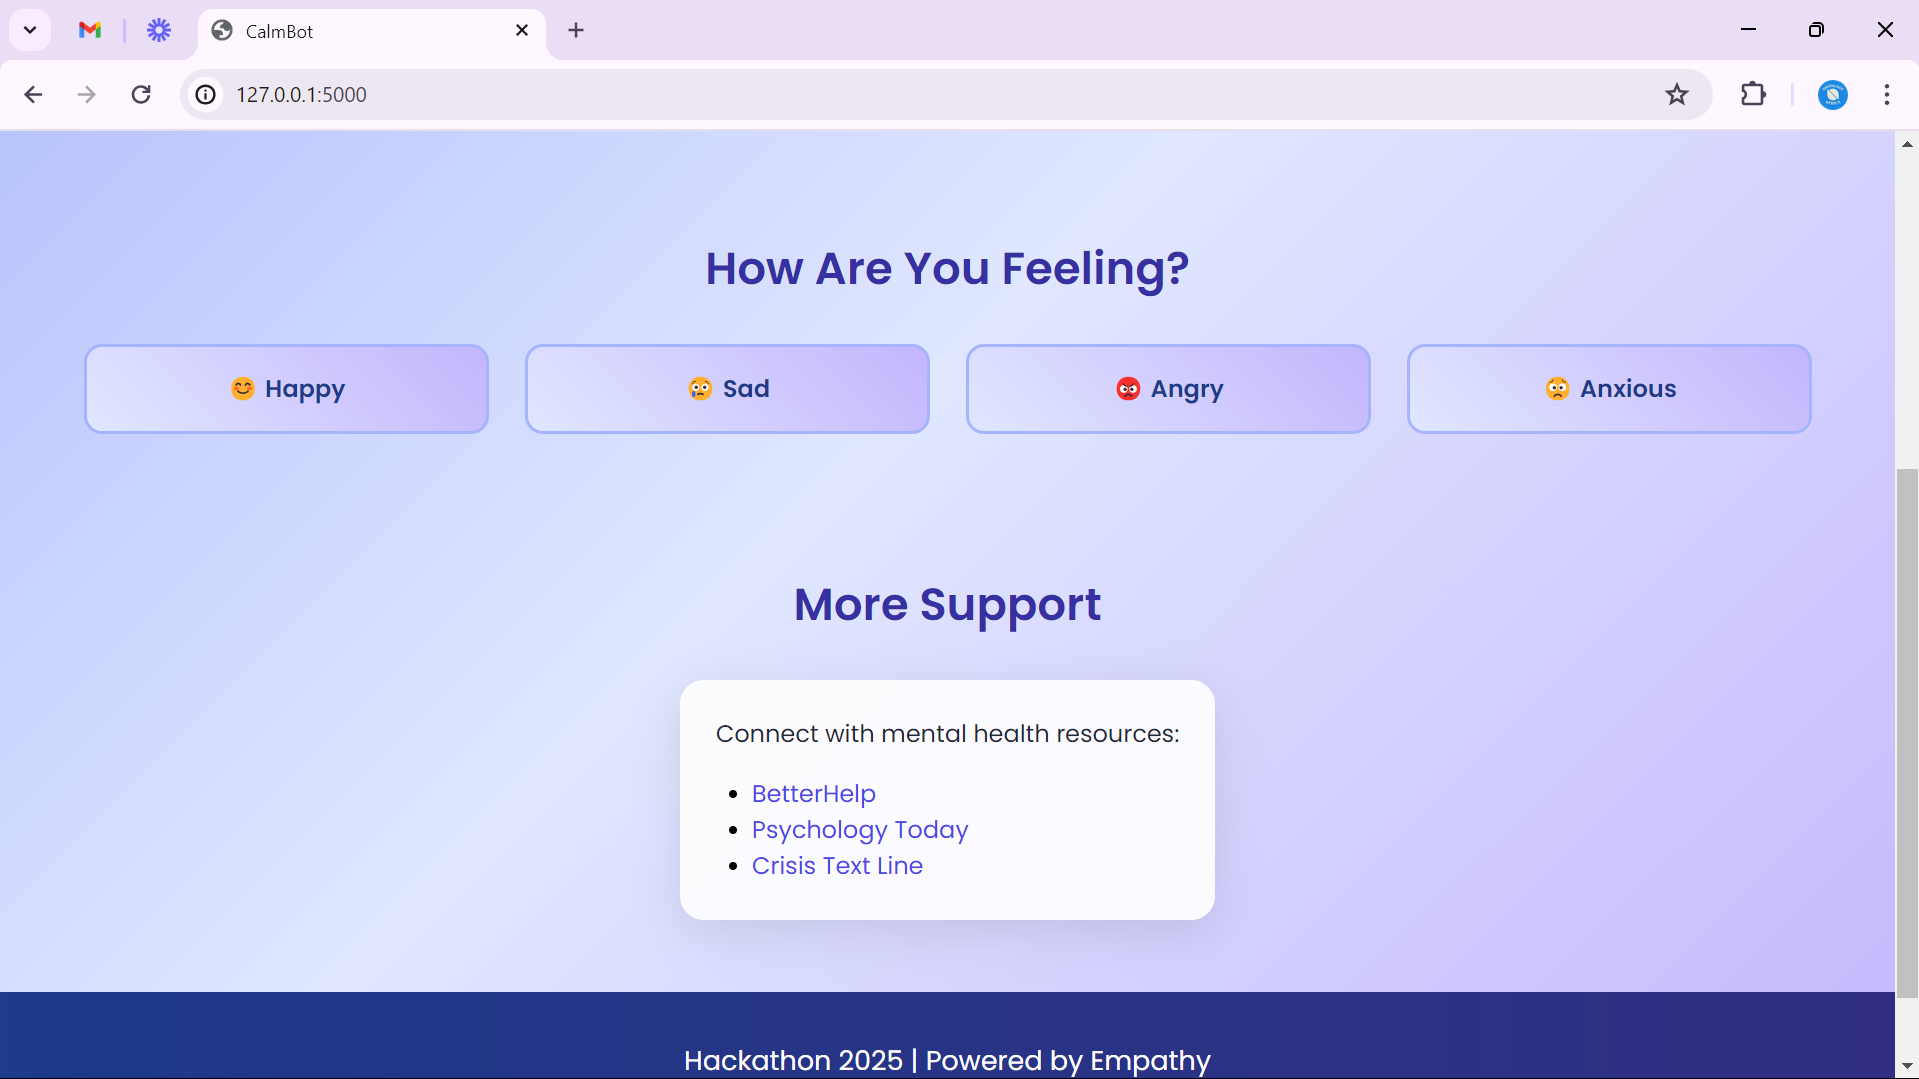 CalmBot
127.0.0.1:5000
How Are You Feeling?
😊 Happy
😢 Sad
😡 Angry
😟 Anxious
More Support
Connect with mental health resources:
• BetterHelp
• Psychology Today
• Crisis Text Line
Hackathon 2025 | Powered by Empathy